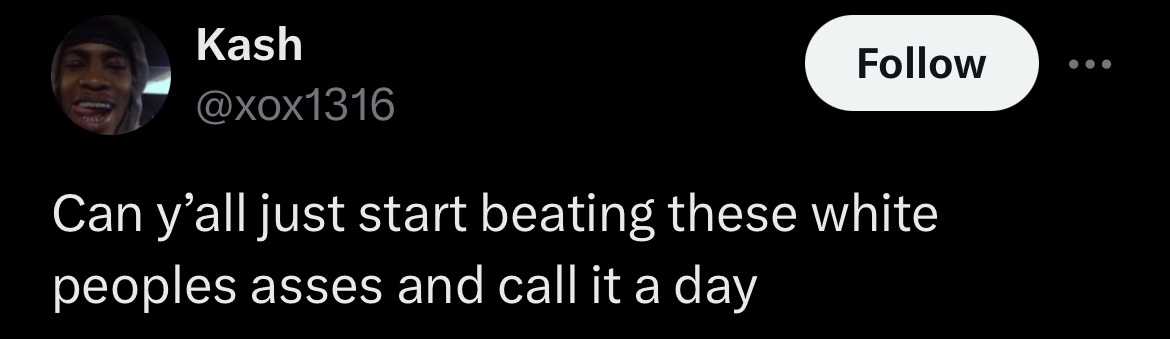 Kash
@xox1316
Follow
Can y’all just start beating these white
peoples asses and call it a day